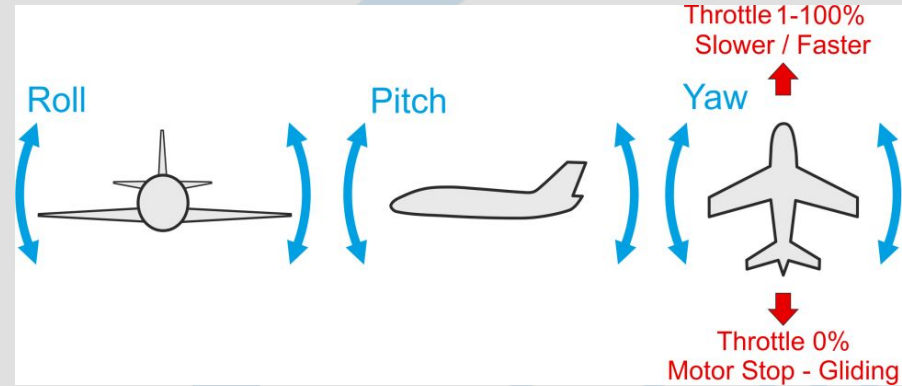 Throttle 1-100%
Slower / Faster
Roll
Pitch
Yaw
Throttle 0%
Motor Stop - Gliding